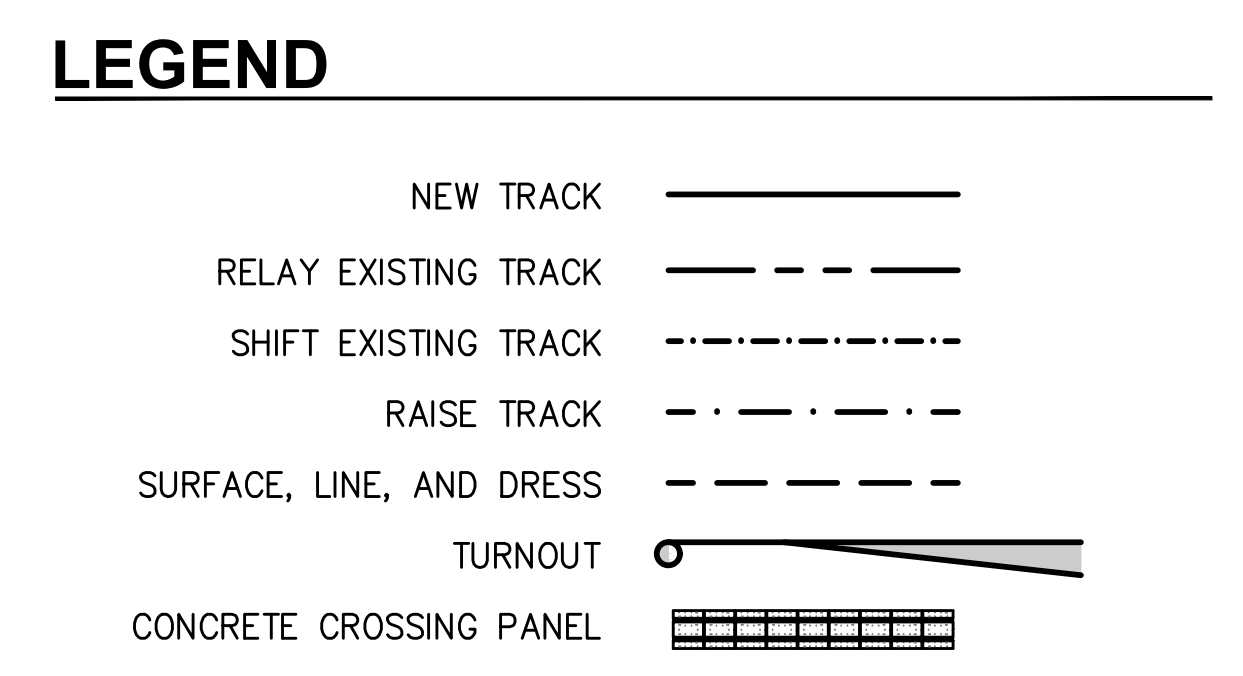 LEGEND
NEW TRACK
RELAY EXISTING TRACK
SHIFT EXISTING TRACK
RAISE TRACK
SURFACE, LINE, AND DRESS
TURNOUT
CONCRETE CROSSING PANEL